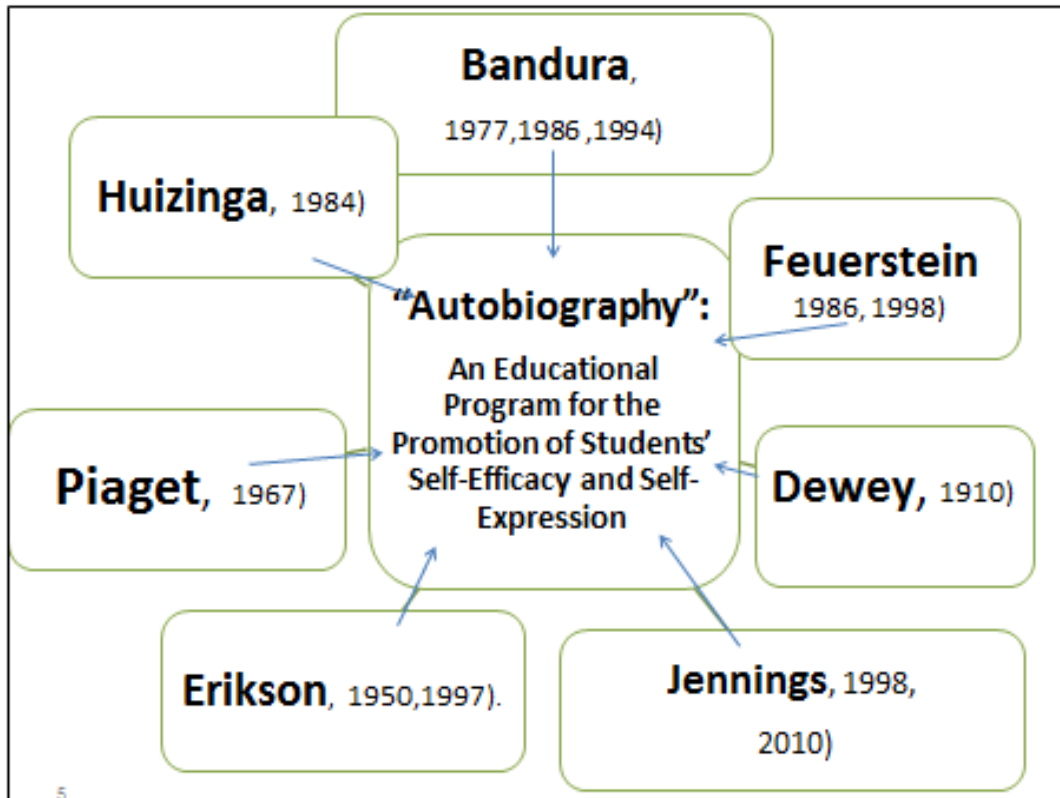 Bandura,
1977,1986 ,1994)
Huizinga, 1984)
Feuerstein
1986, 1998)
“Autobiography”:
An Educational
Program for the
Promotion of Students’
Self-Efficacy and Self-
Expression
Piaget, 1967)
Dewey, 1910)
Erikson, 1950,1997).
Jennings, 1998,
2010)
5